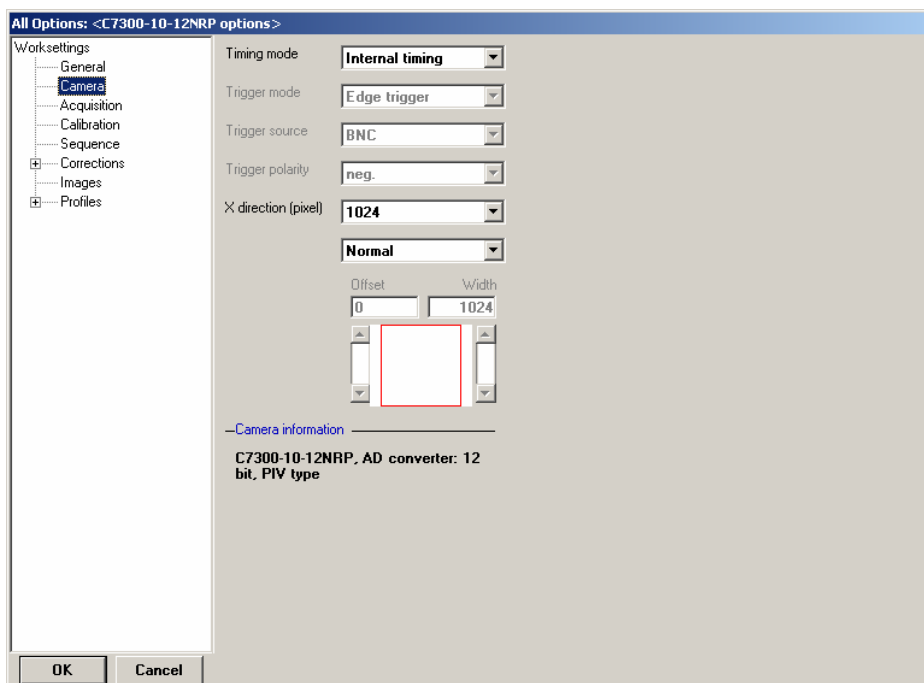 All Options: <C7300-10-12NRP options>
Worksettings
General
Camera
Acquisition
Calibration
Sequence
Corrections
Images
Profiles
Timing mode
Internal timing
Trigger mode
Edge trigger
Trigger source
BNC
Trigger polarity
neg.
X direction (pixel)
1024
Normal
Offset Width
0 1024
Camera information
C7300-10-12NRP, AD converter: 12
bit, PIV type
OK Cancel